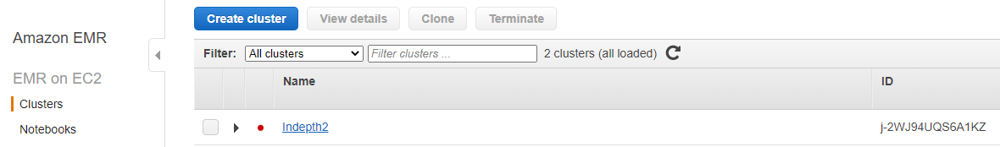 Create cluster View details Clone Terminate
Amazon EMR
Filter: All clusters Filter clusters ... 2 clusters (all loaded)
EMR on EC2
Name ID
Clusters
Notebooks
Indepth2 j-2WJ94UQS6A1KZ